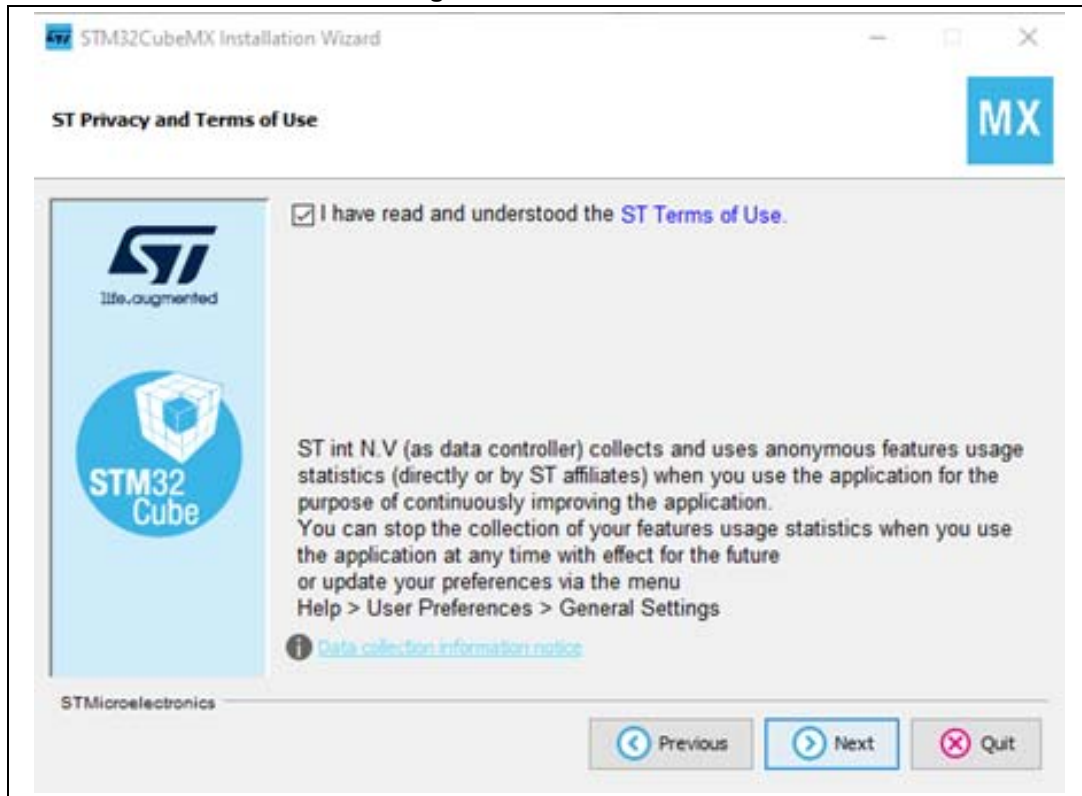 STM32CubeMX Installation Wizard
ST Privacy and Terms of Use
MX
I have read and understood the ST Terms of Use.
ST
life.augmented
STM32
Cube
ST int N.V (as data controller) collects and uses anonymous features usage
statistics (directly or by ST affiliates) when you use the application for the
purpose of continuously improving the application.
You can stop the collection of your features usage statistics when you use
the application at any time with effect for the future
or update your preferences via the menu
Help > User Preferences > General Settings
Data collection information notice
STMicroelectronics
Previous
Next
Quit